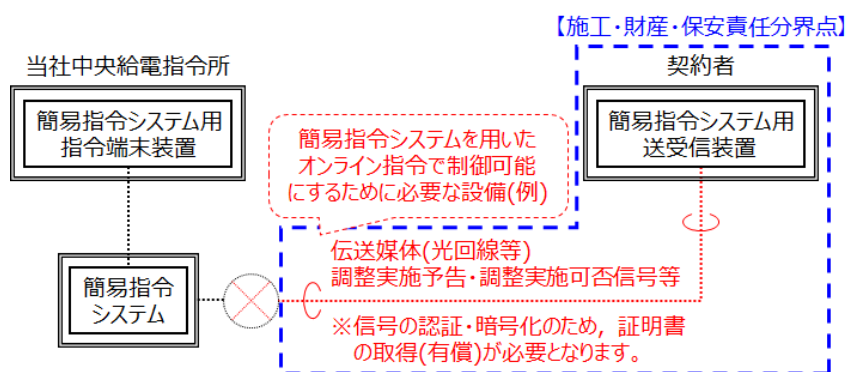 【施工・財産・保安責任分界点】
当社中央給電指令所
契約者
簡易指令システム用
指令端末装置
簡易指令システムを用いた
オンライン指令で制御可能
にするために必要な設備(例)
簡易指令システム用
送受信装置
伝送媒体(光回線等)
調整実施予告・調整実施可否信号等
簡易指令
システム
※信号の認証・暗号化のため, 証明書
の取得(有償)が必要となります。